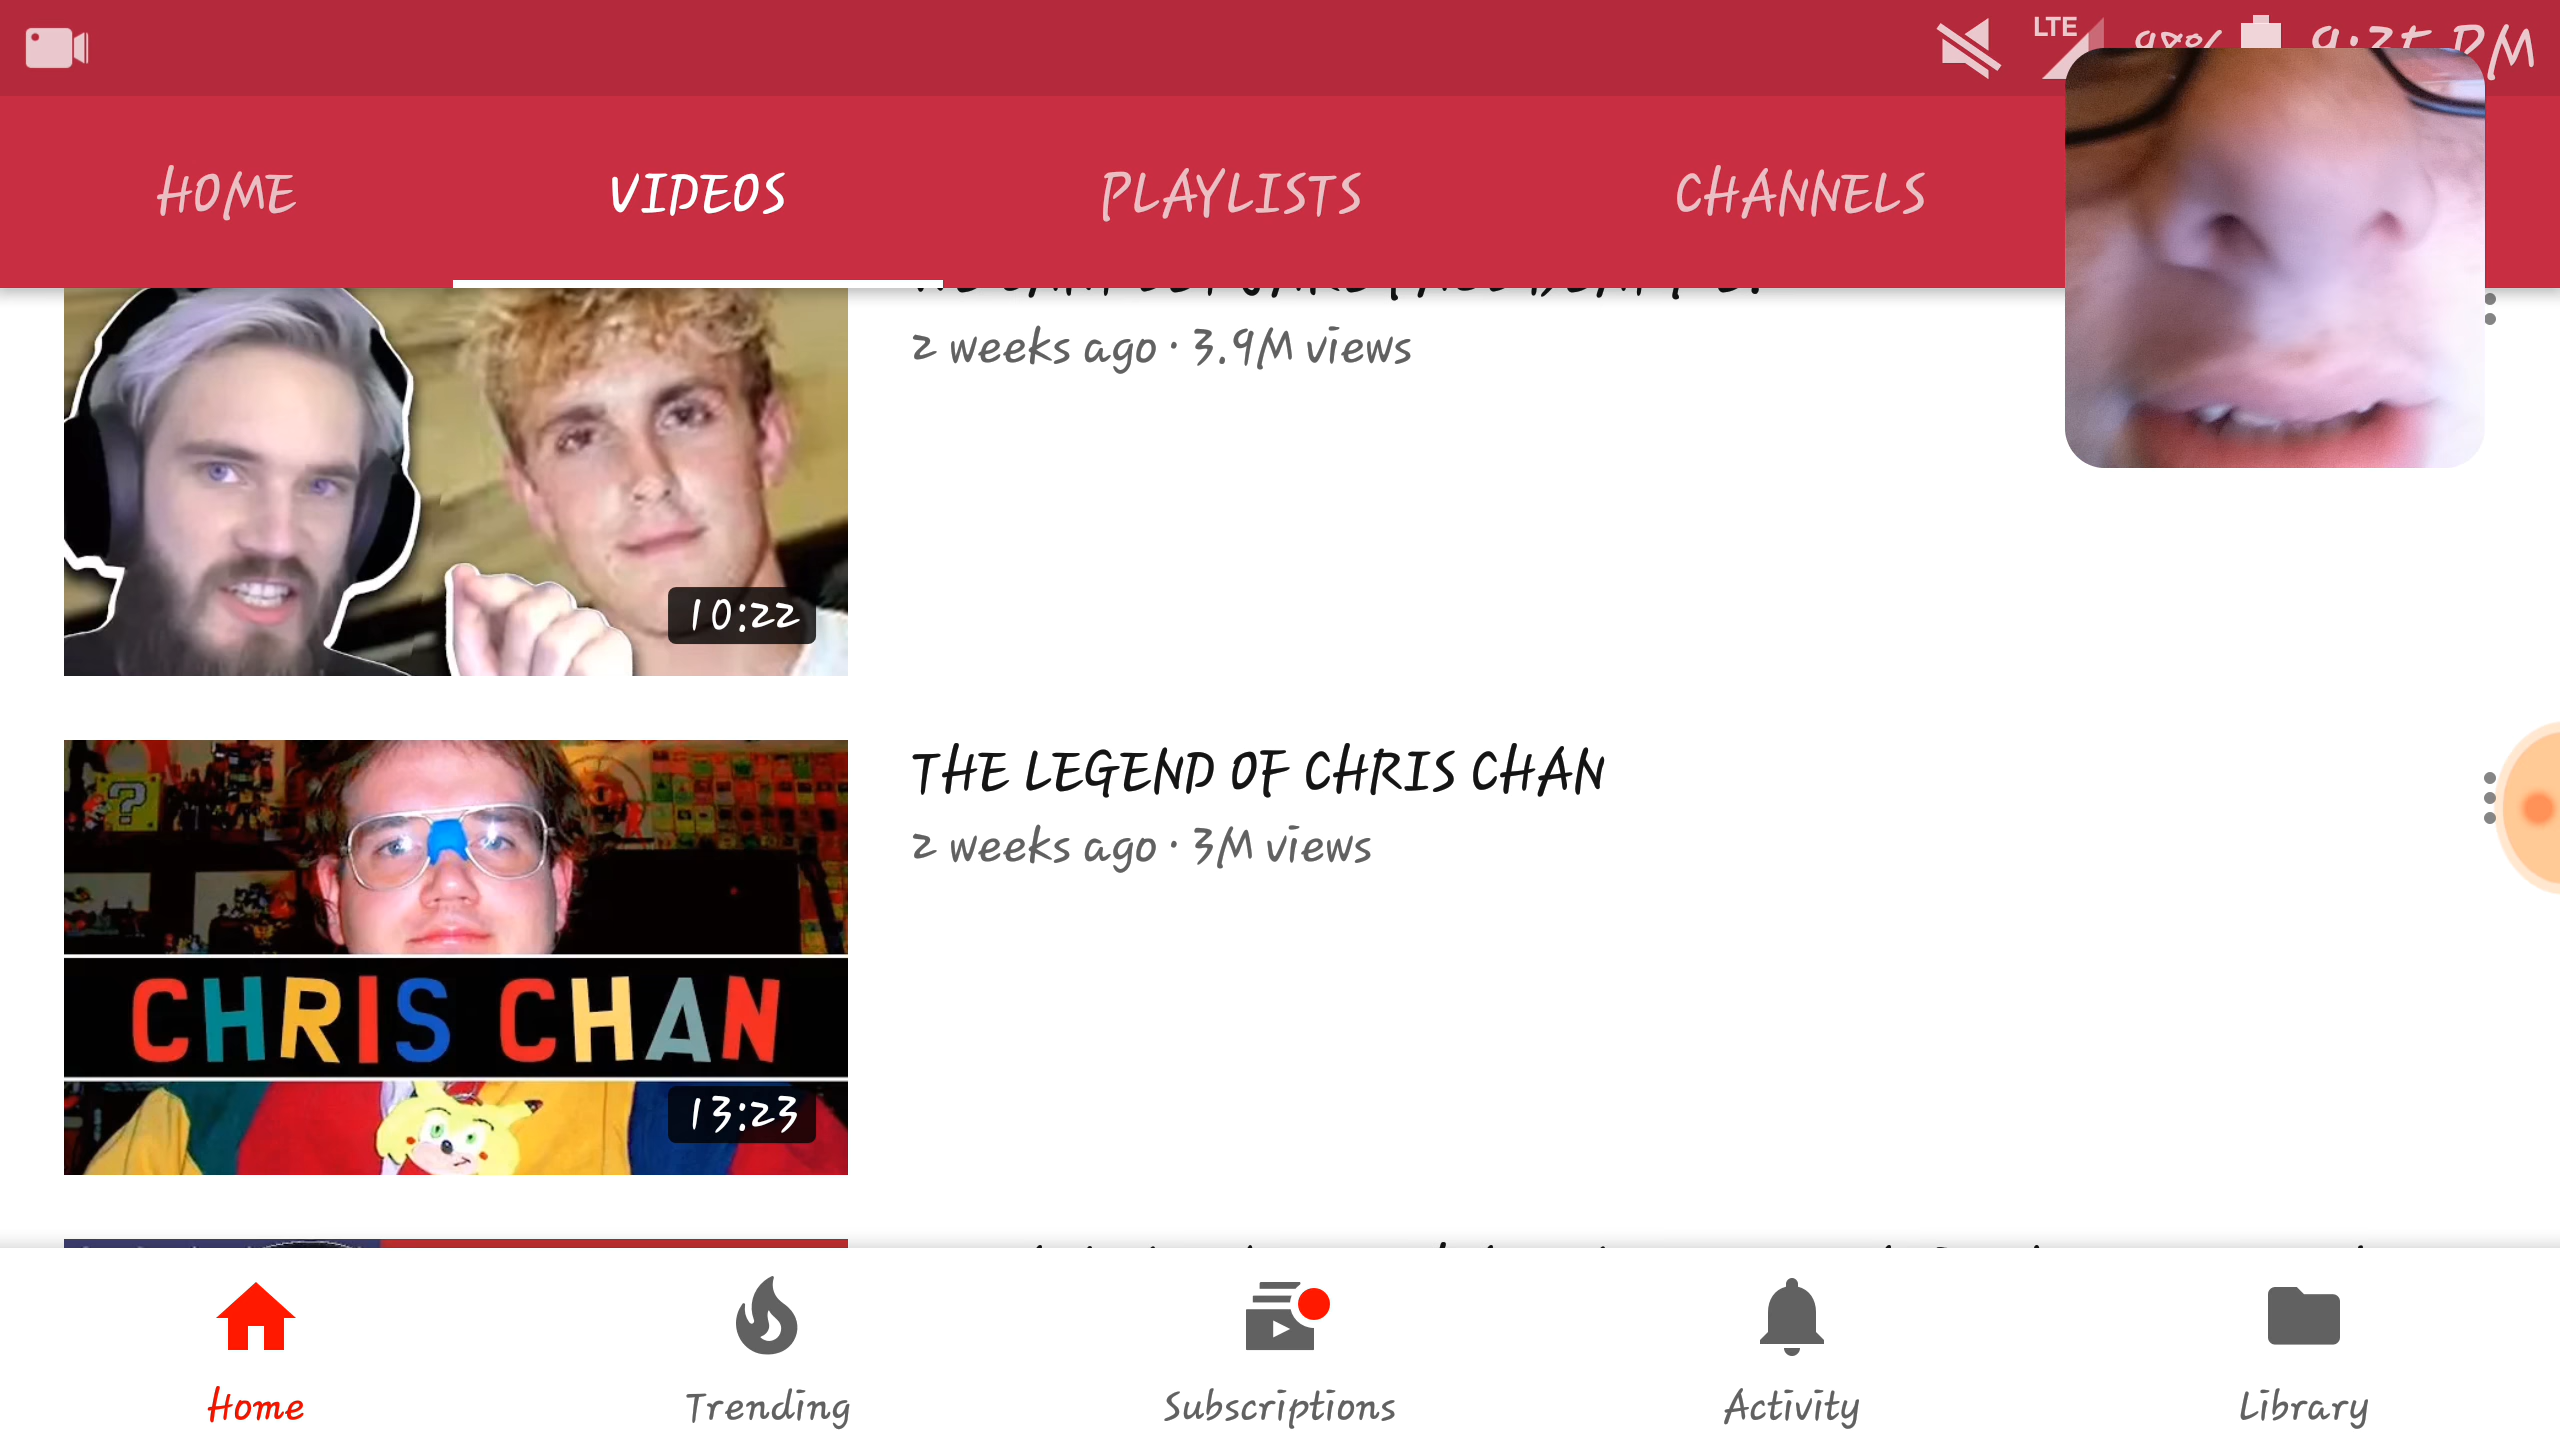 LTE
PM
HOME VIDEOS PLAYLISTS CHANNELS
2 weeks ago · 3.9M views
10:22
THE LEGEND OF CHRIS CHAN
2 weeks ago · 3M views
CHRIS CHAN
13:23
Home Trending Subscriptions Activity Library